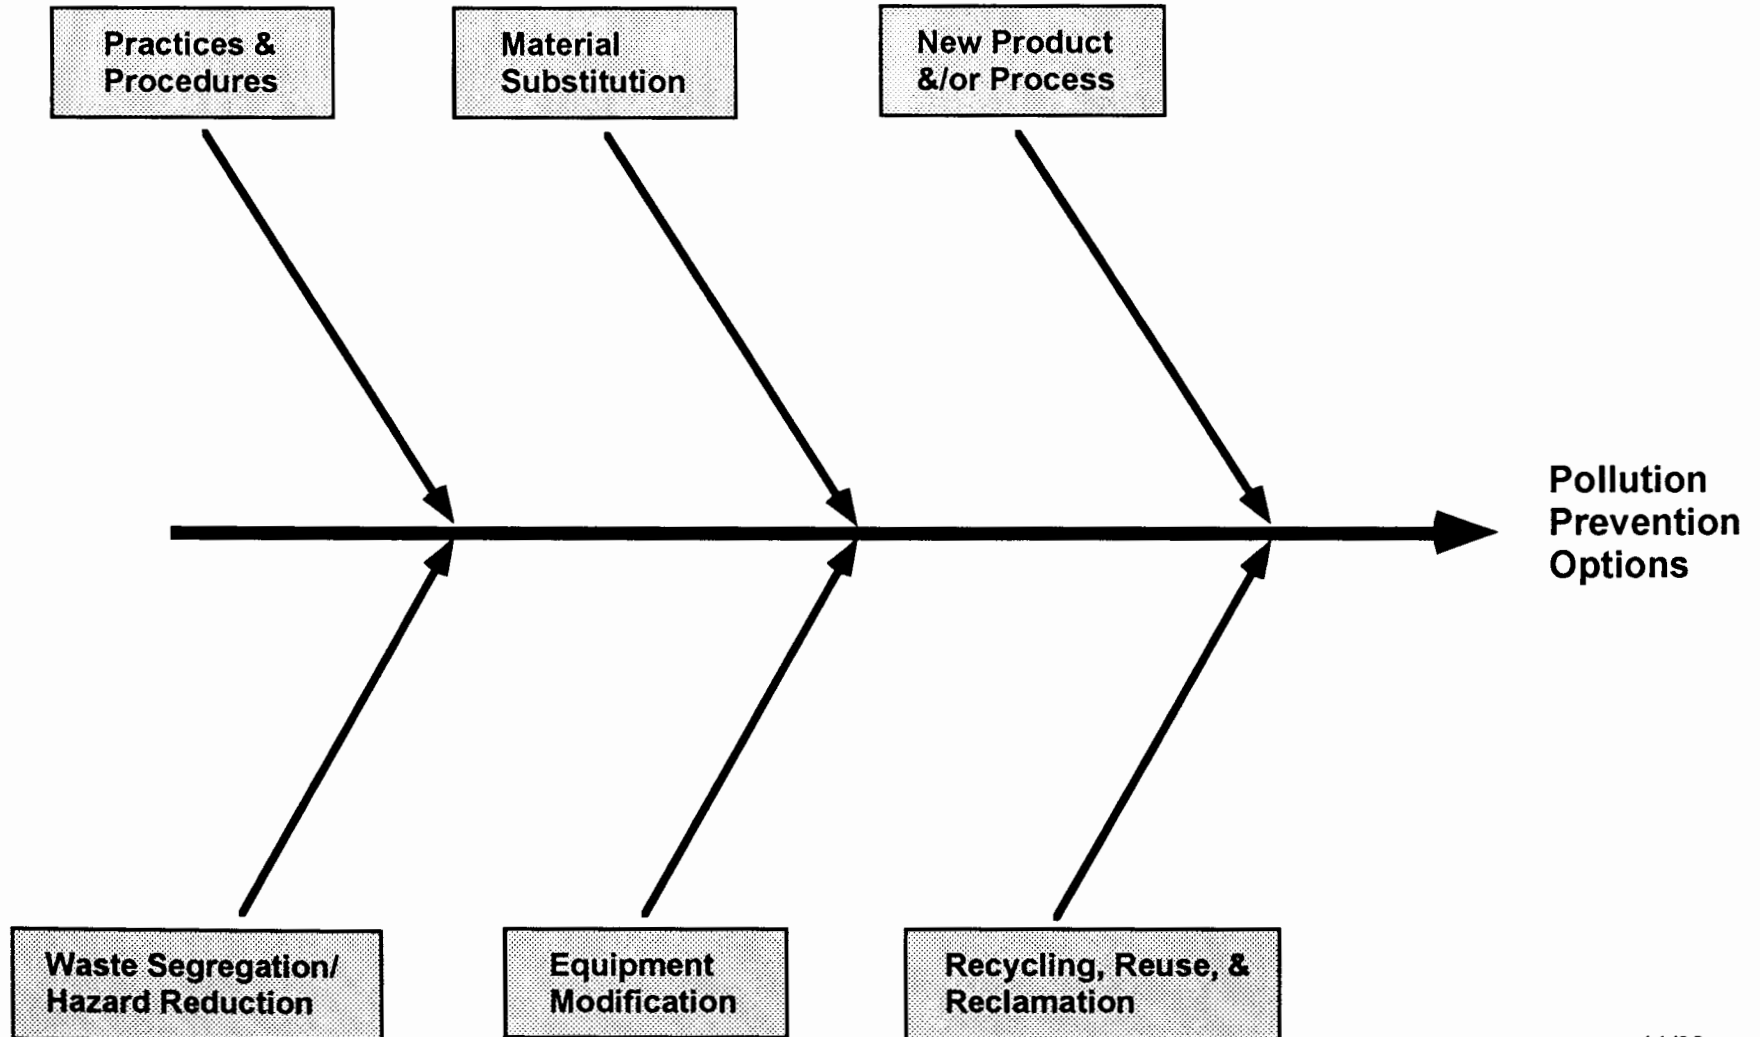 Practices &
Procedures
Material
Substitution
New Product
&/or Process
Pollution
Prevention
Options
Waste Segregation/
Hazard Reduction
Equipment
Modification
Recycling, Reuse, &
Reclamation